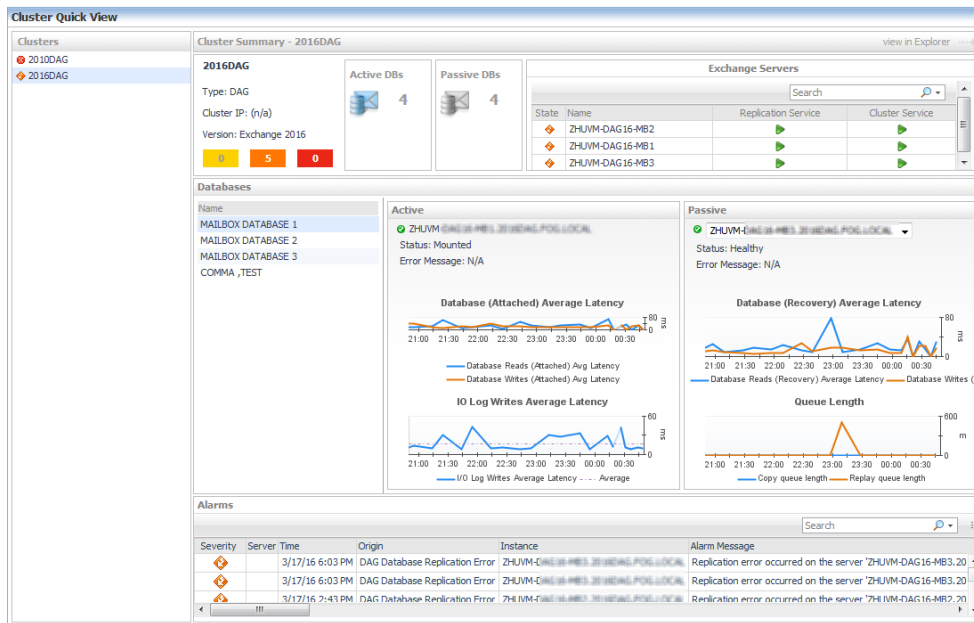 Cluster Quick View
Clusters
2010DAG
2016DAG
Cluster Summary - 2016DAG
view in Explorer
2016DAG
Type: DAG
Cluster IP: (n/a)
Version: Exchange 2016
0 5 0
Active DBs
4
Passive DBs
4
Exchange Servers
Search
State Name Replication Service Cluster Service
ZHUVM-DAG16-MB2
ZHUVM-DAG16-MB1
ZHUVM-DAG16-MB3
Databases
Name
MAILBOX DATABASE 1
MAILBOX DATABASE 2
MAILBOX DATABASE 3
COMMA ,TEST
Active
ZHUVM
Status: Mounted
Error Message: N/A
Database (Attached) Average Latency
80
0
ms
21:00 21:30 22:00 22:30 23:00 23:30 00:00 00:30
Database Reads (Attached) Avg Latency
Database Writes (Attached) Avg Latency
IO Log Writes Average Latency
60
0
ms
21:00 21:30 22:00 22:30 23:00 23:30 00:00 00:30
I/O Log Writes Average Latency Average
Passive
ZHUVM-
Status: Healthy
Error Message: N/A
Database (Recovery) Average Latency
80
0
ms
21:00 21:30 22:00 22:30 23:00 23:30 00:00 00:30
Database Reads (Recovery) Average Latency Database Writes (
Queue Length
600
0
m
21:00 21:30 22:00 22:30 23:00 23:30 00:00 00:30
Copy queue length Replay queue length
Alarms
Search
Severity Server Time Origin Instance Alarm Message
3/17/16 6:03 PM DAG Database Replication Error ZHUVM- Replication error occurred on the server 'ZHUVM-DAG16-MB3.20
3/17/16 6:03 PM DAG Database Replication Error ZHUVM- Replication error occurred on the server 'ZHUVM-DAG16-MB3.20
3/17/16 2:43 PM DAG Database Replication Error ZHUVM- Replication error occurred on the server 'ZHUVM-DAG16-MB2.20